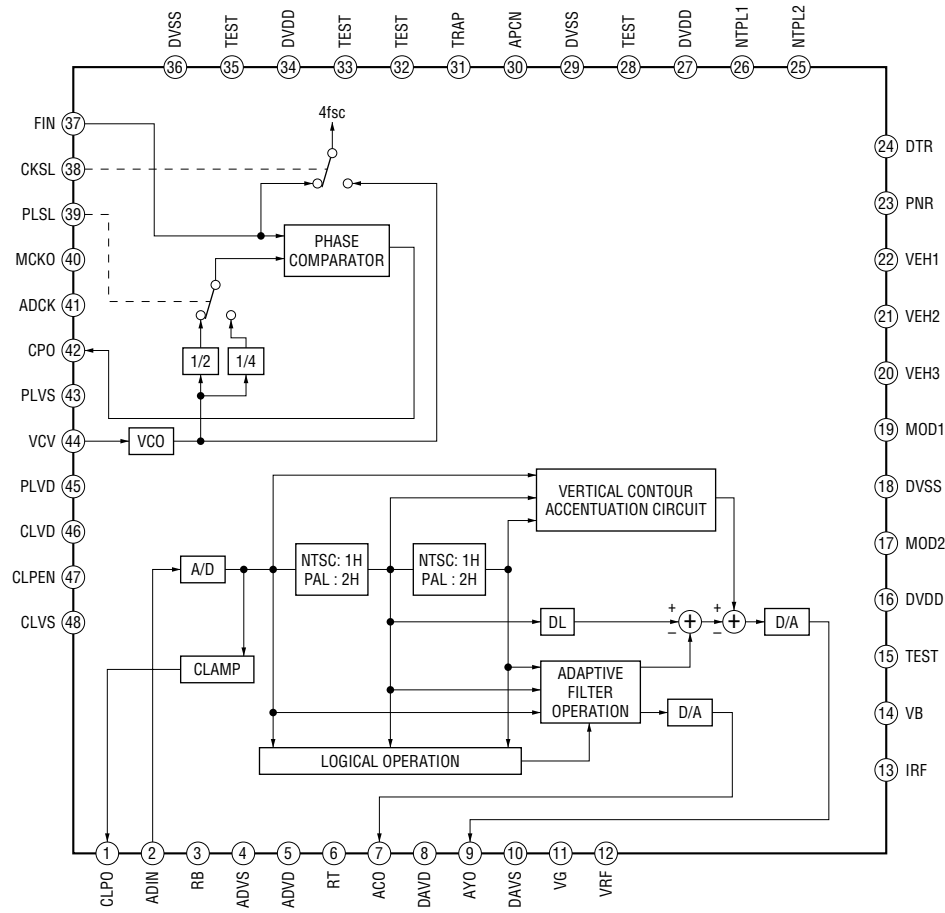 DVSS
TEST
DVDD
TEST
TEST
TRAP
APCN
DVSS
TEST
DVDD
NTPL1
NTPL2
36
35
34
33
32
31
30
29
28
27
26
25
4fsc
FIN 37
CKSL 38
PLSL 39
MCKO 40
ADCK 41
CPO 42
PLVS 43
VCV 44
PLVD 45
CLVD 46
CLPEN 47
CLVS 48
24 DTR
23 PNR
22 VEH1
21 VEH2
20 VEH3
19 MOD1
18 DVSS
17 MOD2
16 DVDD
15 TEST
14 VB
13 IRF
PHASE
COMPARATOR
1/2
1/4
VCO
VERTICAL CONTOUR
ACCENTUATION CIRCUIT
A/D
NTSC: 1H
PAL : 2H
NTSC: 1H
PAL : 2H
DL
+
−
+
+
−
+
D/A
CLAMP
ADAPTIVE
FILTER
OPERATION
D/A
LOGICAL OPERATION
1
2
3
4
5
6
7
8
9
10
11
12
CLPO
ADIN
RB
ADVS
ADVD
RT
ACO
DAVD
AYO
DAVS
VG
VRF